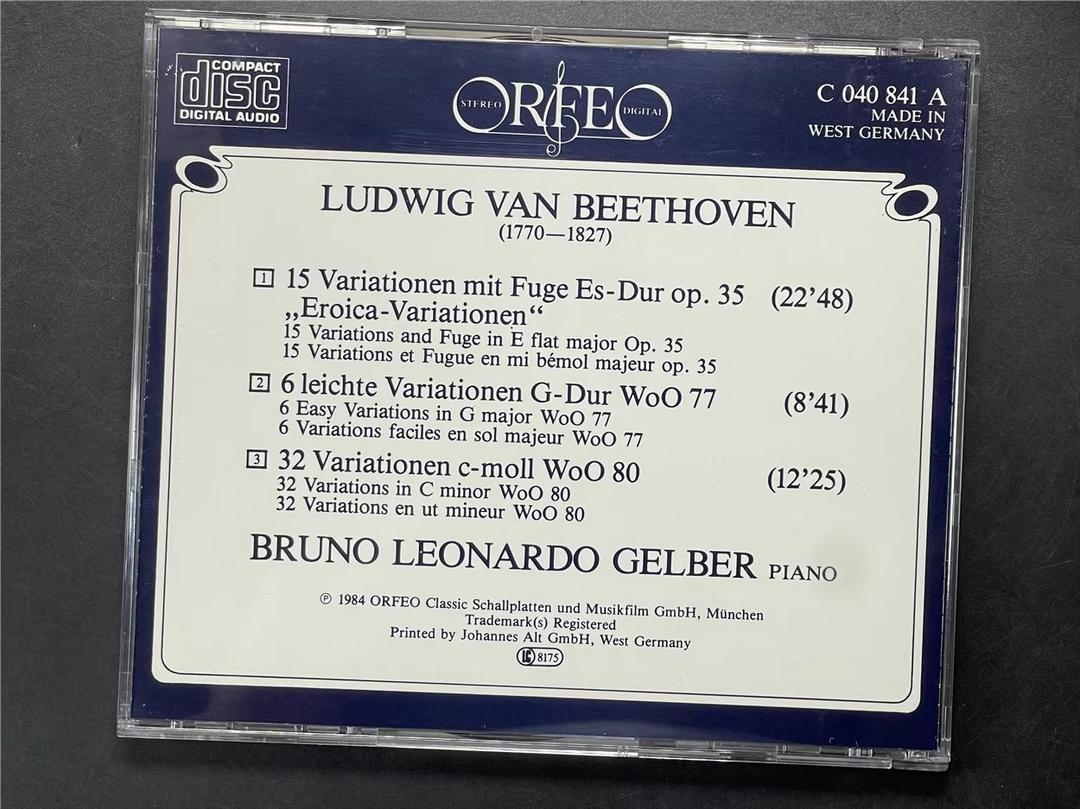 COMPACT
disc
DIGITAL AUDIO
STEREO ORFEO DIGITAL
C 040 841 A
MADE IN
WEST GERMANY
LUDWIG VAN BEETHOVEN
(1770—1827)
1 15 Variationen mit Fuge Es-Dur op. 35 (22'48)
„Eroica-Variationen“
15 Variations and Fuge in E flat major Op. 35
15 Variations et Fugue en mi bémol majeur op. 35
2 6 leichte Variationen G-Dur WoO 77 (8'41)
6 Easy Variations in G major WoO 77
6 Variations faciles en sol majeur WoO 77
3 32 Variationen c-moll WoO 80 (12'25)
32 Variations in C minor WoO 80
32 Variations en ut mineur WoO 80
BRUNO LEONARDO GELBER PIANO
℗ 1984 ORFEO Classic Schallplatten und Musikfilm GmbH, München
Trademark(s) Registered
Printed by Johannes Alt GmbH, West Germany
LC 8175